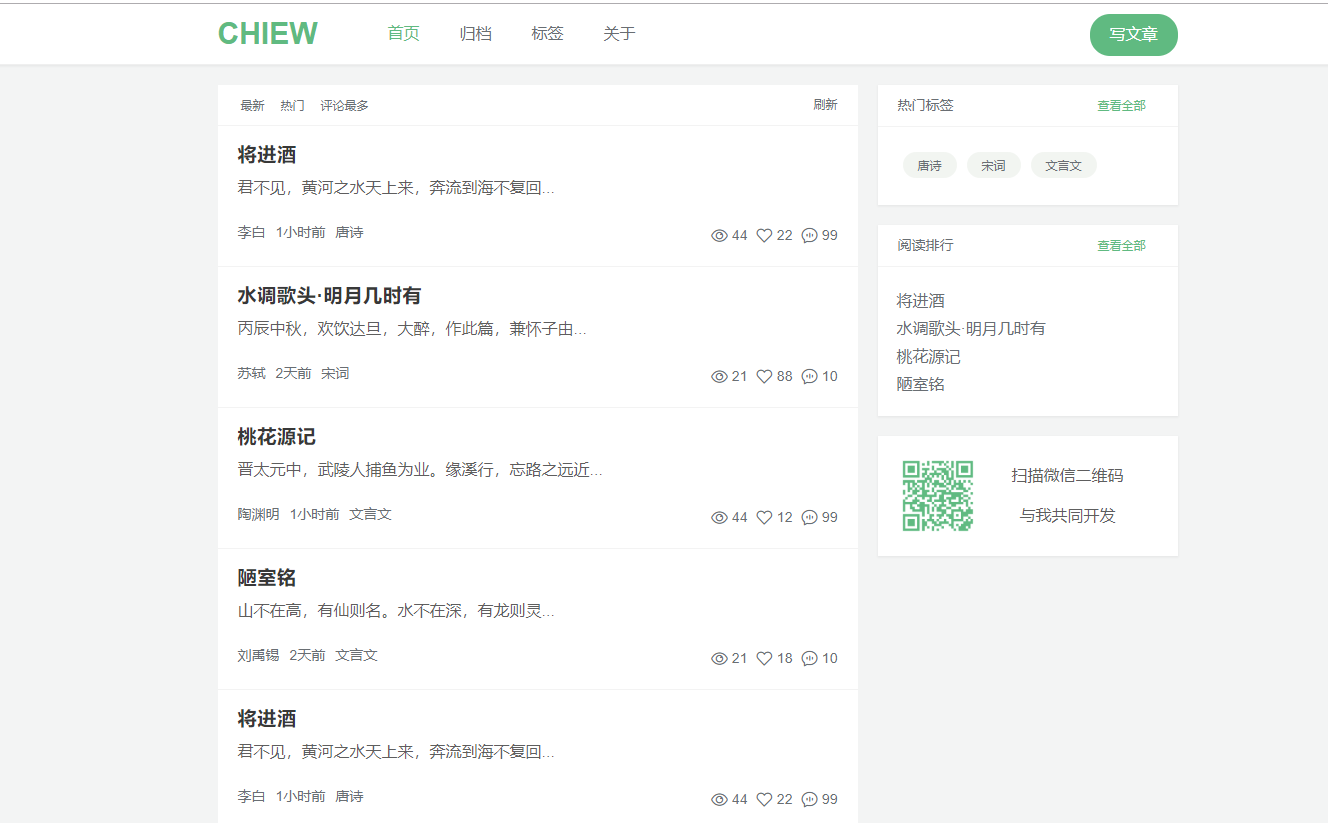 CHIEW 首页 归档 标签 关于 写文章
最新 热门 评论最多 刷新
将进酒
君不见，黄河之水天上来，奔流到海不复回...
李白 1小时前 唐诗 44 22 99
水调歌头·明月几时有
丙辰中秋，欢饮达旦，大醉，作此篇，兼怀子由...
苏轼 2天前 宋词 21 88 10
桃花源记
晋太元中，武陵人捕鱼为业。缘溪行，忘路之远近...
陶渊明 1小时前 文言文 44 12 99
陋室铭
山不在高，有仙则名。水不在深，有龙则灵...
刘禹锡 2天前 文言文 21 18 10
将进酒
君不见，黄河之水天上来，奔流到海不复回...
李白 1小时前 唐诗 44 22 99
热门标签 查看全部
唐诗 宋词 文言文
阅读排行 查看全部
将进酒
水调歌头·明月几时有
桃花源记
陋室铭
扫描微信二维码
与我共同开发